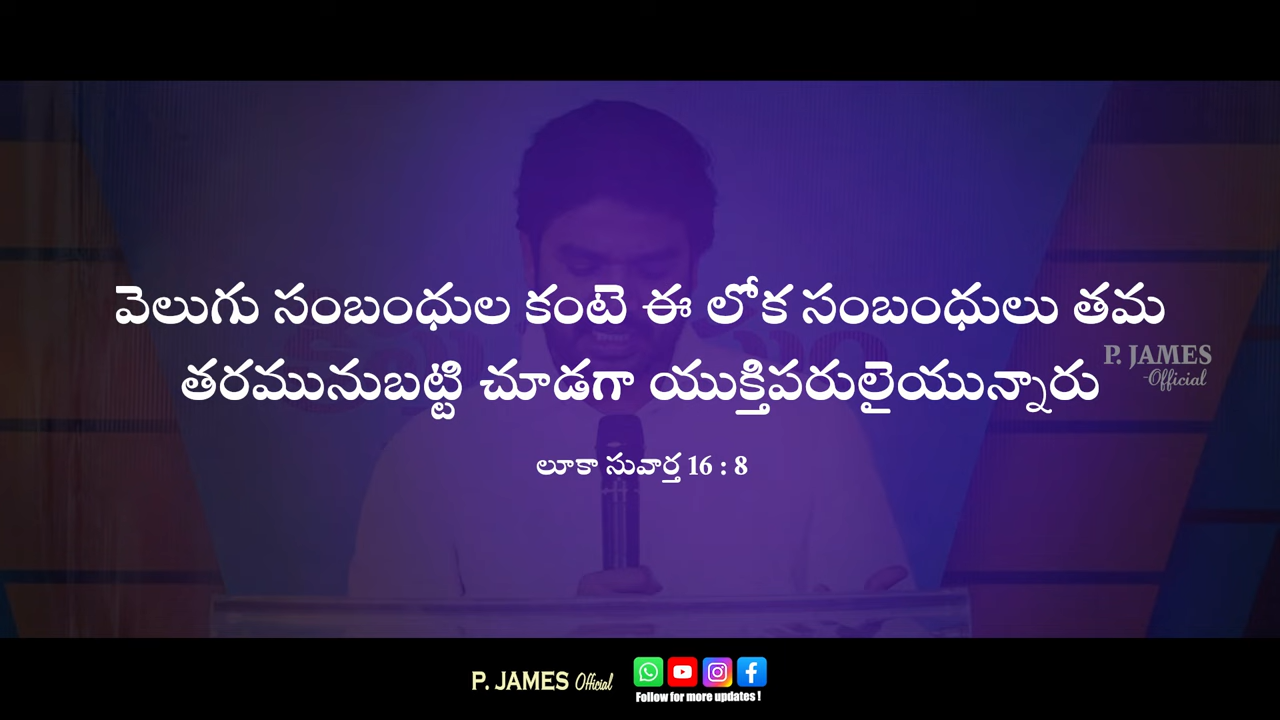 వెలుగు సంబంధుల కంటె ఈ లోక సంబంధులు తమ
తరమునుబట్టి చూడగా యుక్తిపరులైయున్నారు
లూకా సువార్త 16 : 8
P. JAMES
-Official
P. JAMES Official
Follow for more updates !